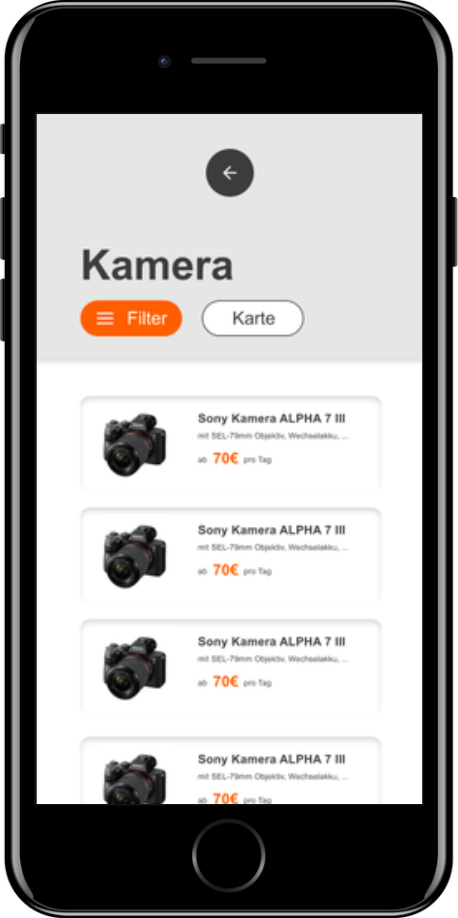 Kamera
Filter
Karte
Sony Kamera ALPHA 7 III
mit SEL-79mm Objektiv, Wechselakku, ...
ab 70€ pro Tag
Sony Kamera ALPHA 7 III
mit SEL-79mm Objektiv, Wechselakku, ...
ab 70€ pro Tag
Sony Kamera ALPHA 7 III
mit SEL-79mm Objektiv, Wechselakku, ...
ab 70€ pro Tag
Sony Kamera ALPHA 7 III
mit SEL-79mm Objektiv, Wechselakku, ...
ab 70€ pro Tag